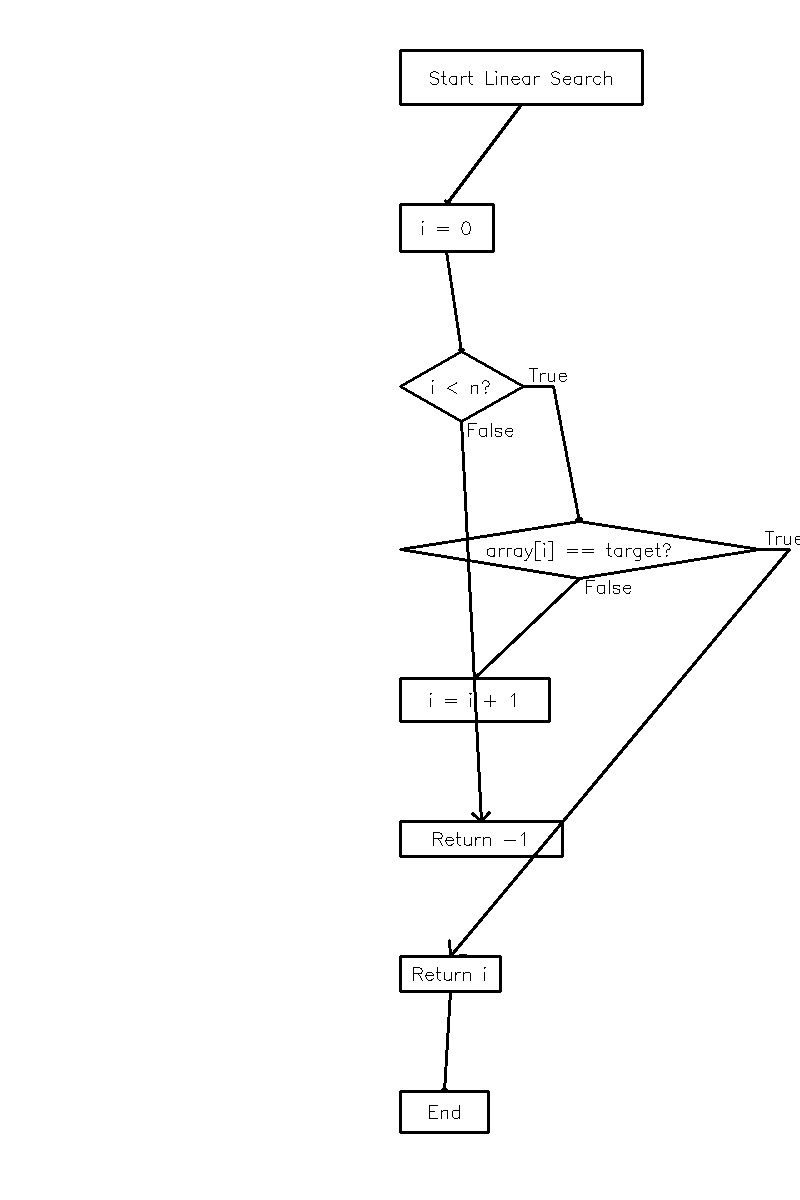 Start Linear Search
i = 0
i < n?
True
False
array[i] == target?
True
False
i = i + 1
Return -1
Return i
End